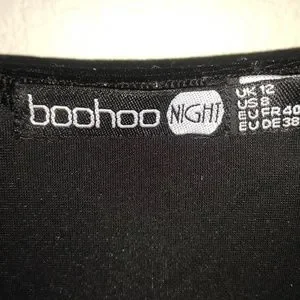 boohoo NIGHT
UK 12
US 8
EU FR 40
EU DE 38